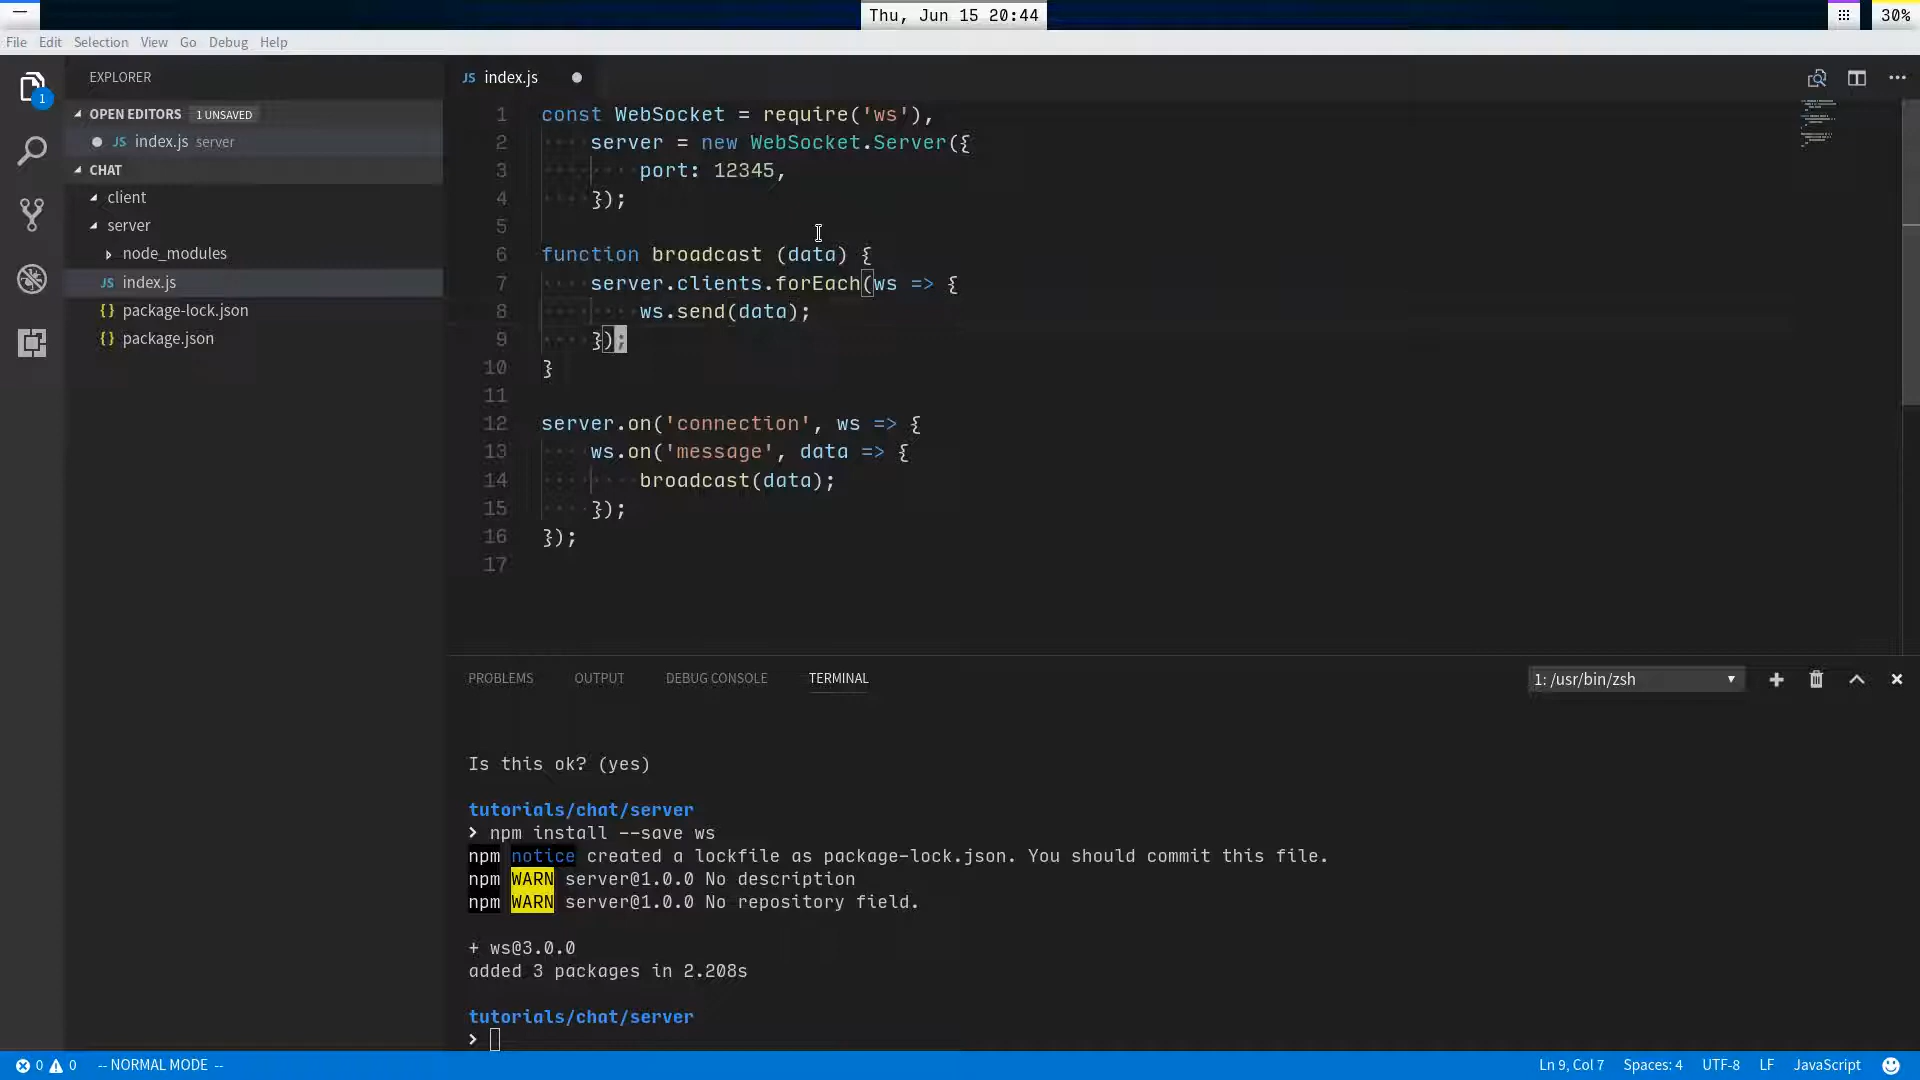 Thu, Jun 15 20:44
30%
File Edit Selection View Go Debug Help
EXPLORER
index.js
OPEN EDITORS 1 UNSAVED
JS index.js server
CHAT
client
server
node_modules
JS index.js
{} package-lock.json
{} package.json
1
JS index.js
1 const WebSocket = require('ws'),
2     server = new WebSocket.Server({
3         port: 12345,
4     });
5
6 function broadcast (data) {
7     server.clients.forEach(ws => {
8         ws.send(data);
9     });
10 }
11
12 server.on('connection', ws => {
13     ws.on('message', data => {
14         broadcast(data);
15     });
16 });
17
PROBLEMS OUTPUT DEBUG CONSOLE TERMINAL 1: /usr/bin/zsh
Is this ok? (yes)
tutorials/chat/server
> npm install --save ws
npm notice created a lockfile as package-lock.json. You should commit this file.
npm WARN server@1.0.0 No description
npm WARN server@1.0.0 No repository field.
+ ws@3.0.0
added 3 packages in 2.208s
tutorials/chat/server
>
0 0 -- NORMAL MODE -- Ln 9, Col 7 Spaces: 4 UTF-8 LF JavaScript